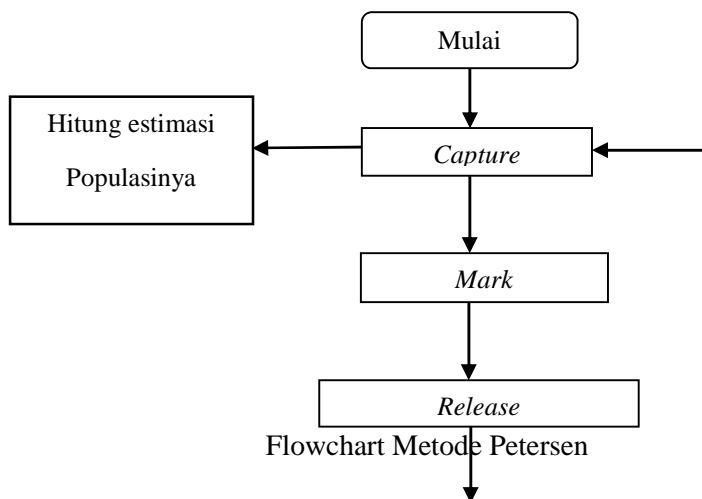 Mulai
Hitung estimasi
Populasinya
Capture
Mark
Release
Flowchart Metode Petersen